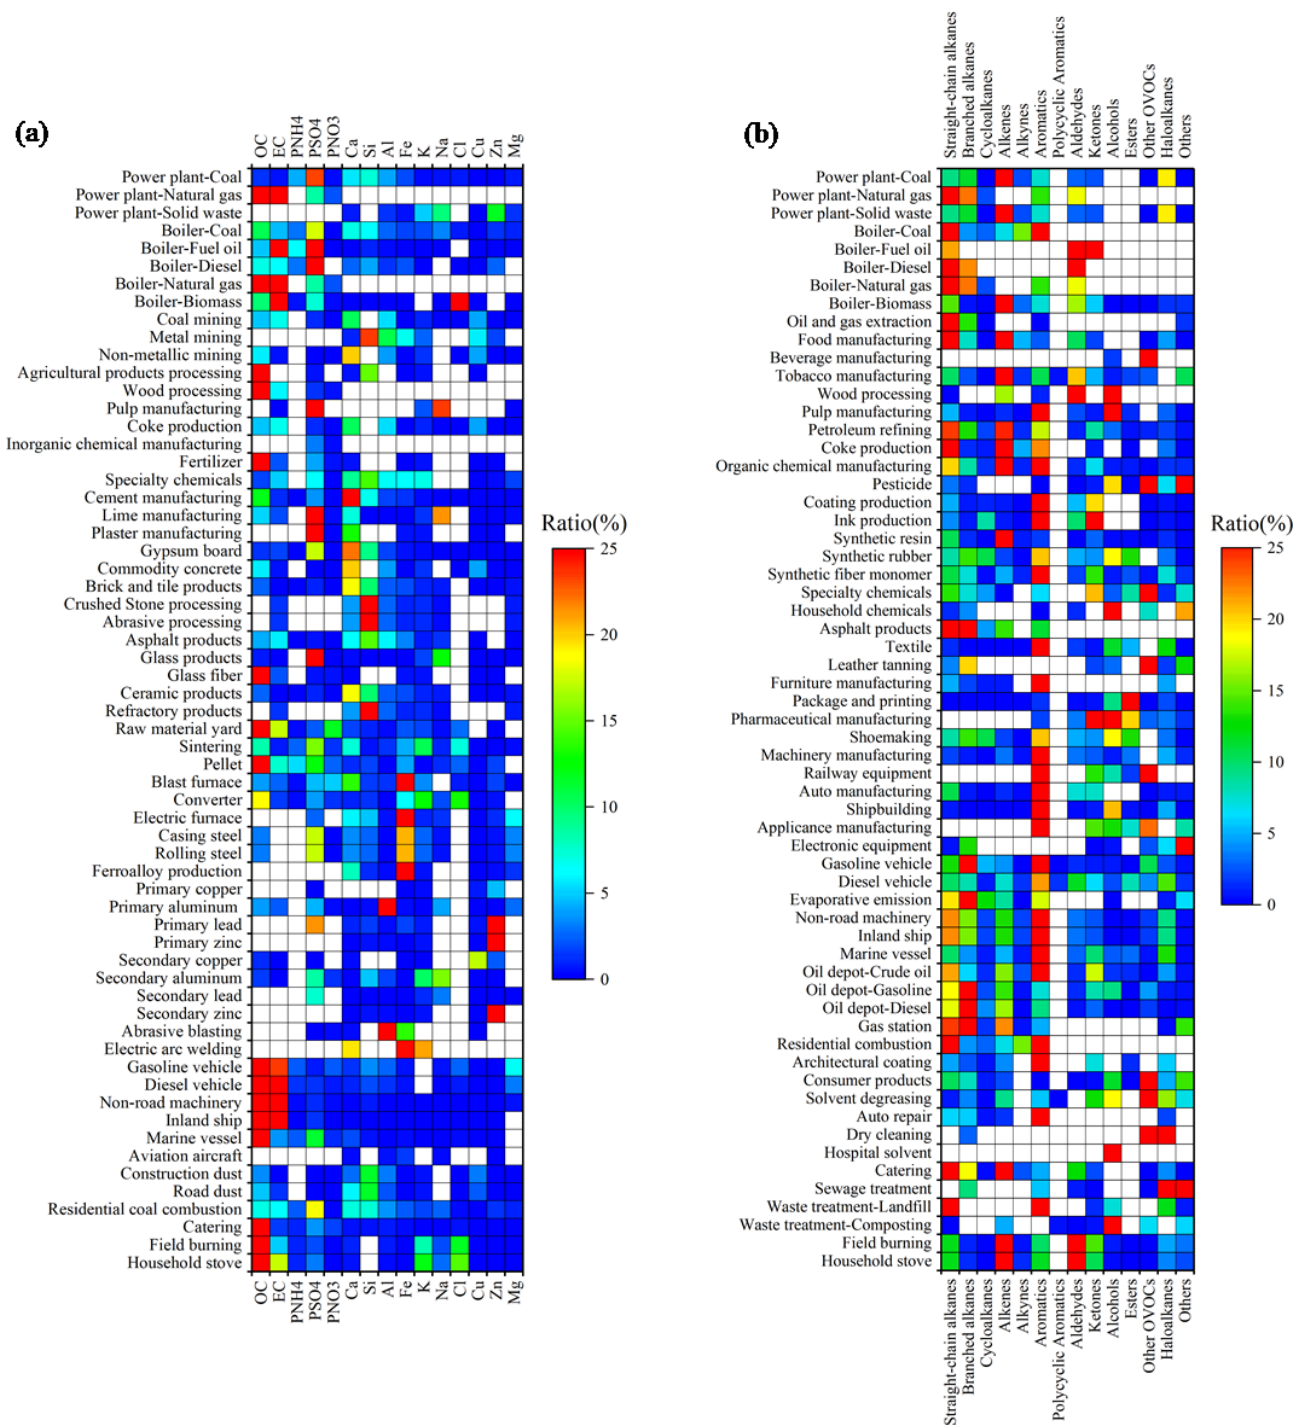 (a)
OC EC PNH4 PSO4 PNO3 Ca Si Al Fe K Na Cl Cu Zn Mg
Power plant-Coal
Power plant-Natural gas
Power plant-Solid waste
Boiler-Coal
Boiler-Fuel oil
Boiler-Diesel
Boiler-Natural gas
Boiler-Biomass
Coal mining
Metal mining
Non-metallic mining
Agricultural products processing
Wood processing
Pulp manufacturing
Coke production
Inorganic chemical manufacturing
Fertilizer
Specialty chemicals
Cement manufacturing
Lime manufacturing
Plaster manufacturing
Gypsum board
Commodity concrete
Brick and tile products
Crushed Stone processing
Abrasive processing
Asphalt products
Glass products
Glass fiber
Ceramic products
Refractory products
Raw material yard
Sintering
Pellet
Blast furnace
Converter
Electric furnace
Casing steel
Rolling steel
Ferroalloy production
Primary copper
Primary aluminum
Primary lead
Primary zinc
Secondary copper
Secondary aluminum
Secondary lead
Secondary zinc
Abrasive blasting
Electric arc welding
Gasoline vehicle
Diesel vehicle
Non-road machinery
Inland ship
Marine vessel
Aviation aircraft
Construction dust
Road dust
Residential coal combustion
Catering
Field burning
Household stove
OC EC PNH4 PSO4 PNO3 Ca Si Al Fe K Na Cl Cu Zn Mg
Ratio(%)
25
20
15
10
5
0
(b)
Straight-chain alkanes
Branched alkanes
Cycloalkanes
Alkenes
Alkynes
Aromatics
Polycyclic Aromatics
Aldehydes
Ketones
Alcohols
Esters
Other OVOCs
Haloalkanes
Others
Power plant-Coal
Power plant-Natural gas
Power plant-Solid waste
Boiler-Coal
Boiler-Fuel oil
Boiler-Diesel
Boiler-Natural gas
Boiler-Biomass
Oil and gas extraction
Food manufacturing
Beverage manufacturing
Tobacco manufacturing
Wood processing
Pulp manufacturing
Petroleum refining
Coke production
Organic chemical manufacturing
Pesticide
Coating production
Ink production
Synthetic resin
Synthetic rubber
Synthetic fiber monomer
Specialty chemicals
Household chemicals
Asphalt products
Textile
Leather tanning
Furniture manufacturing
Package and printing
Pharmaceutical manufacturing
Shoemaking
Machinery manufacturing
Railway equipment
Auto manufacturing
Shipbuilding
Applicance manufacturing
Electronic equipment
Gasoline vehicle
Diesel vehicle
Evaporative emission
Non-road machinery
Inland ship
Marine vessel
Oil depot-Crude oil
Oil depot-Gasoline
Oil depot-Diesel
Gas station
Residential combustion
Architectural coating
Consumer products
Solvent degreasing
Auto repair
Dry cleaning
Hospital solvent
Catering
Sewage treatment
Waste treatment-Landfill
Waste treatment-Composting
Field burning
Household stove
Straight-chain alkanes
Branched alkanes
Cycloalkanes
Alkenes
Alkynes
Aromatics
Polycyclic Aromatics
Aldehydes
Ketones
Alcohols
Esters
Other OVOCs
Haloalkanes
Others
Ratio(%)
25
20
15
10
5
0